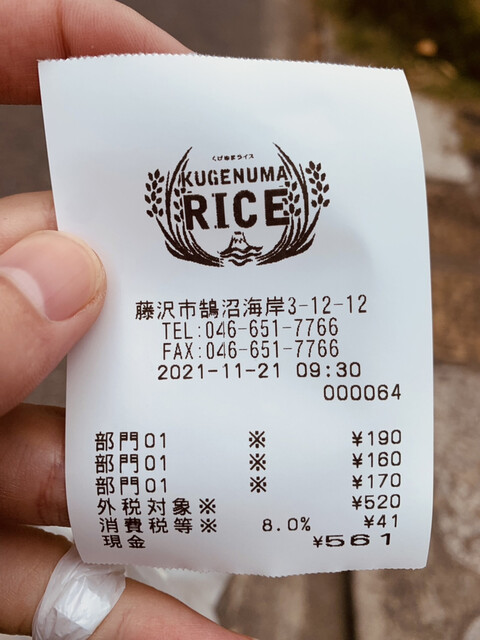 くげぬまライス
KUGENUMA
RICE
藤沢市鵠沼海岸3-12-12
TEL:046-651-7766
FAX:046-651-7766
2021-11-21 09:30
000064
部門01 ※ ¥190
部門01 ※ ¥160
部門01 ※ ¥170
外税対象※ ¥520
消費税等※ 8.0% ¥41
現金 ¥561